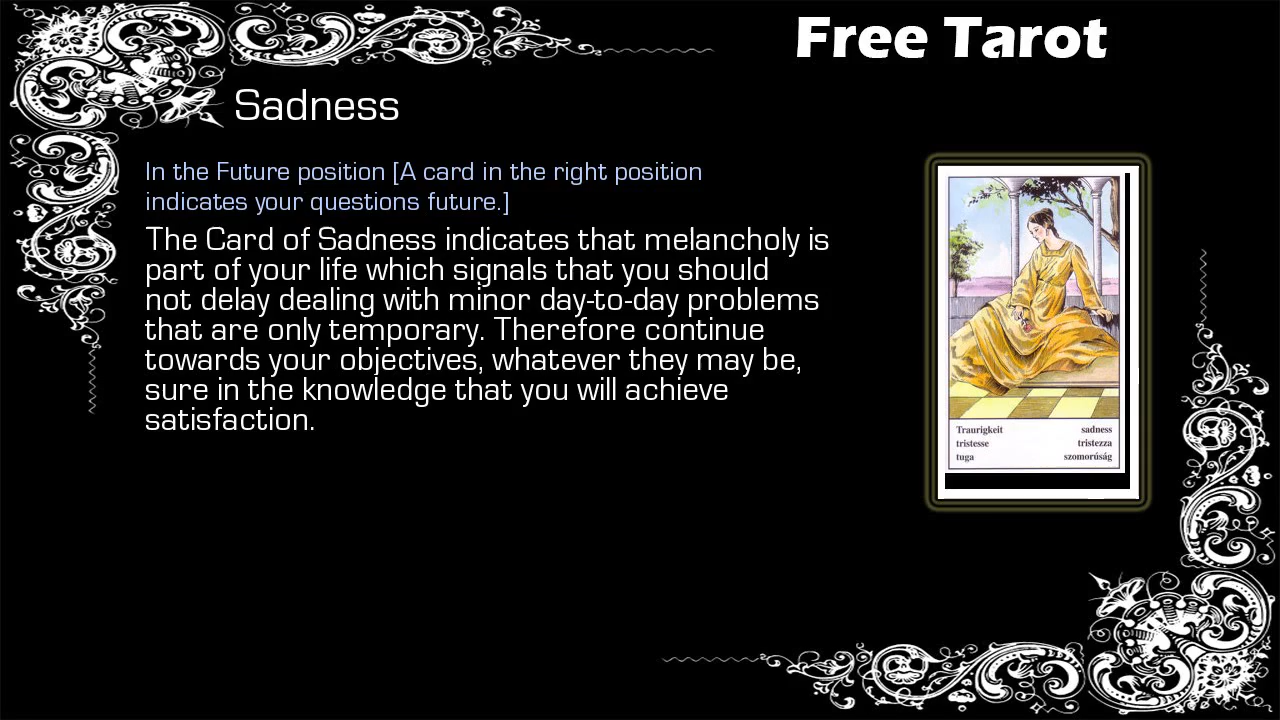 Free Tarot
Sadness
In the Future position [A card in the right position
indicates your questions future.]
The Card of Sadness indicates that melancholy is
part of your life which signals that you should
not delay dealing with minor day-to-day problems
that are only temporary. Therefore continue
towards your objectives, whatever they may be,
sure in the knowledge that you will achieve
satisfaction.
Traurigkeit sadness
tristesse tristezza
tuga szomorúság